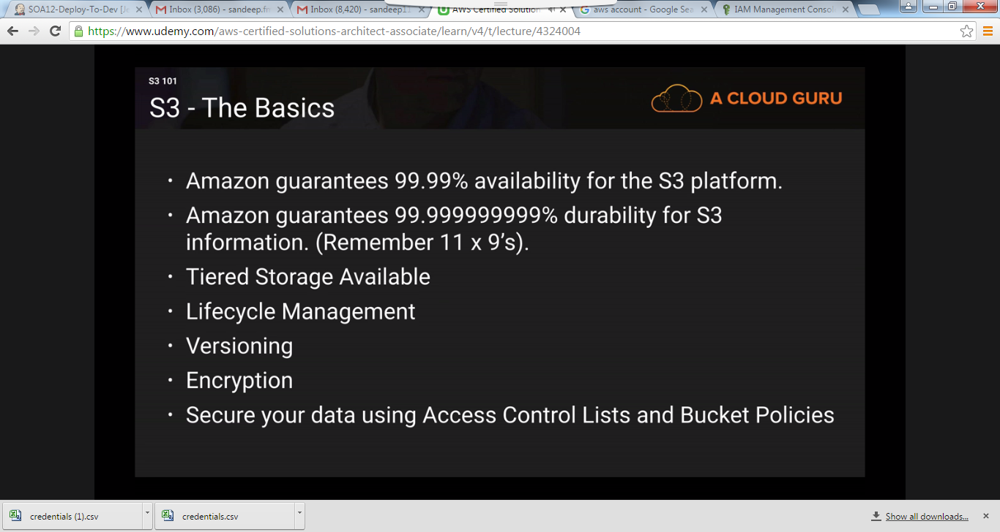 SOA12-Deploy-To-Dev [Je
Inbox (3,086) - sandeep.fm
Inbox (8,420) - sandeep11
AWS Certified Solution
aws account - Google Sea
IAM Management Consol
https://www.udemy.com/aws-certified-solutions-architect-associate/learn/v4/t/lecture/4324004
S3 101
S3 - The Basics
A CLOUD GURU
• Amazon guarantees 99.99% availability for the S3 platform.
• Amazon guarantees 99.999999999% durability for S3
information. (Remember 11 x 9’s).
• Tiered Storage Available
• Lifecycle Management
• Versioning
• Encryption
• Secure your data using Access Control Lists and Bucket Policies
credentials (1).csv
credentials.csv
Show all downloads...